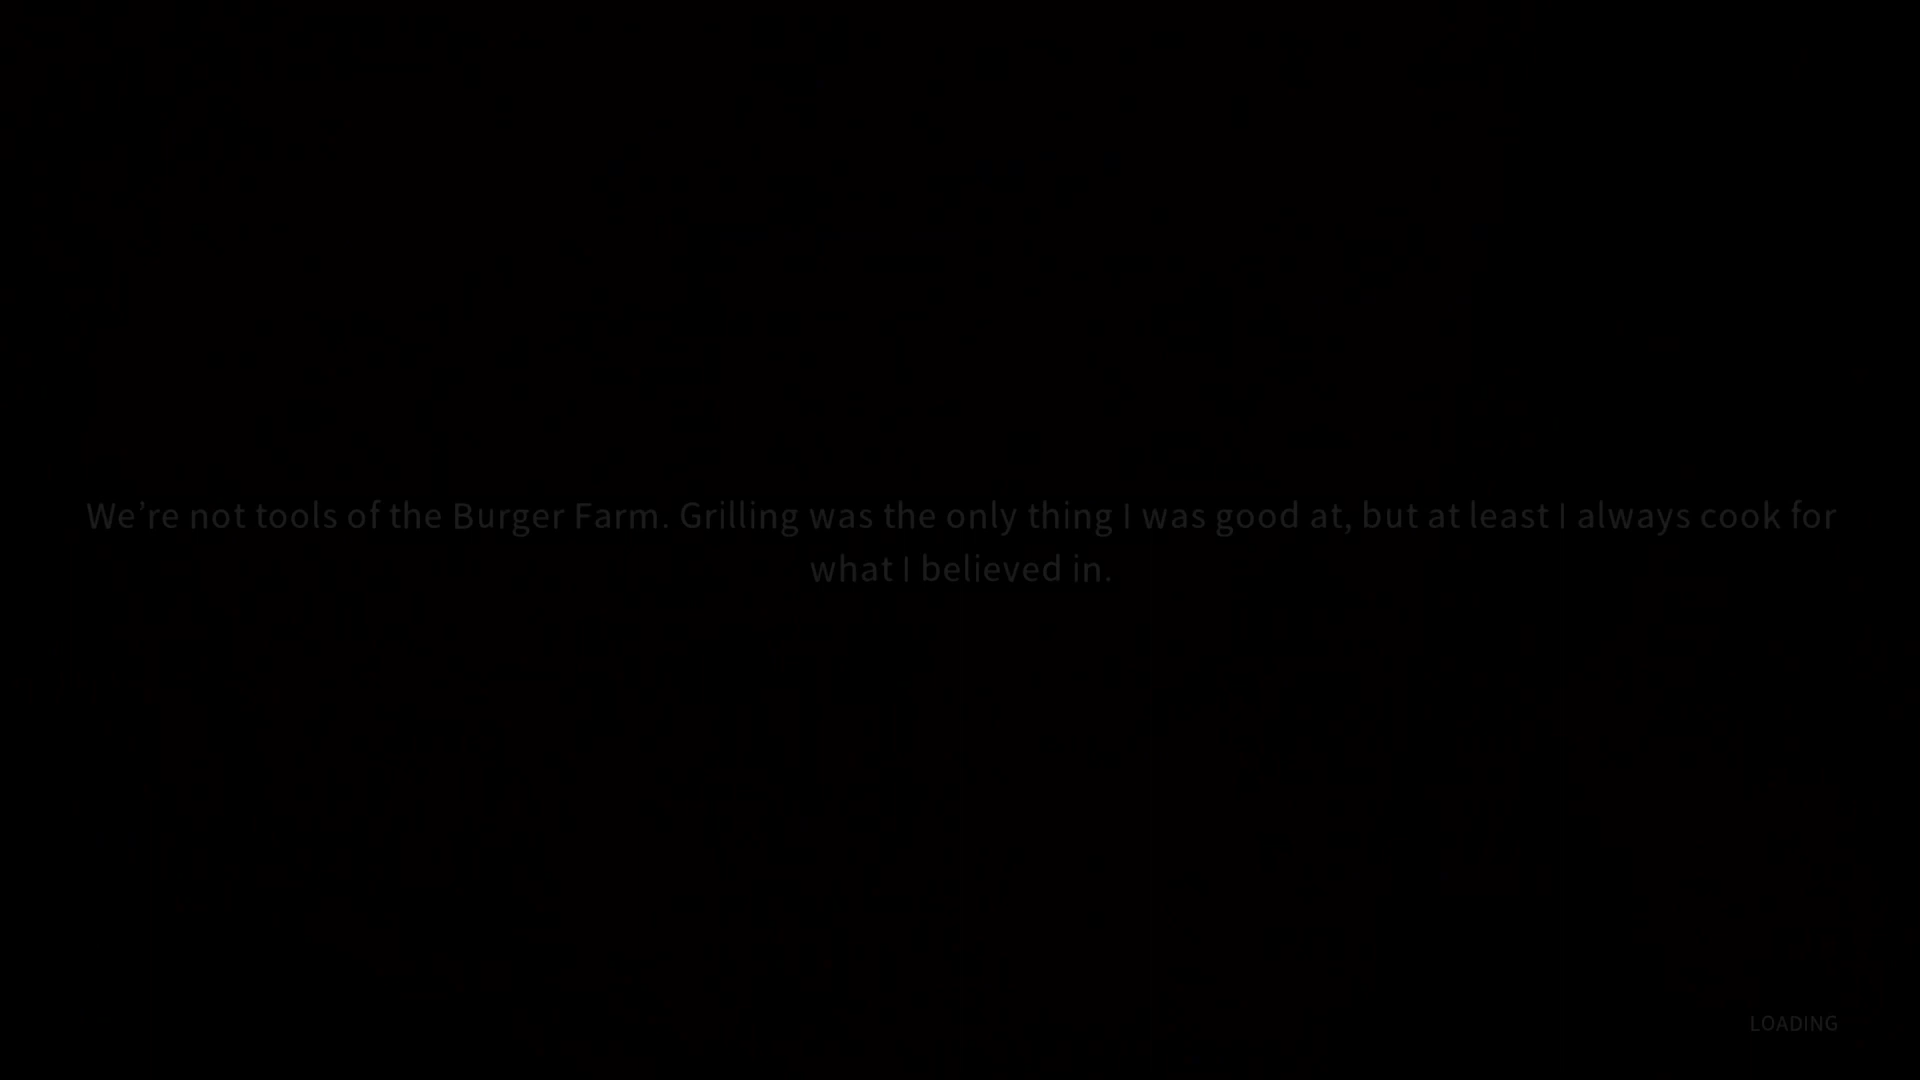 We’re not tools of the Burger Farm. Grilling was the only thing I was good at, but at least I always cook for
what I believed in.
LOADING